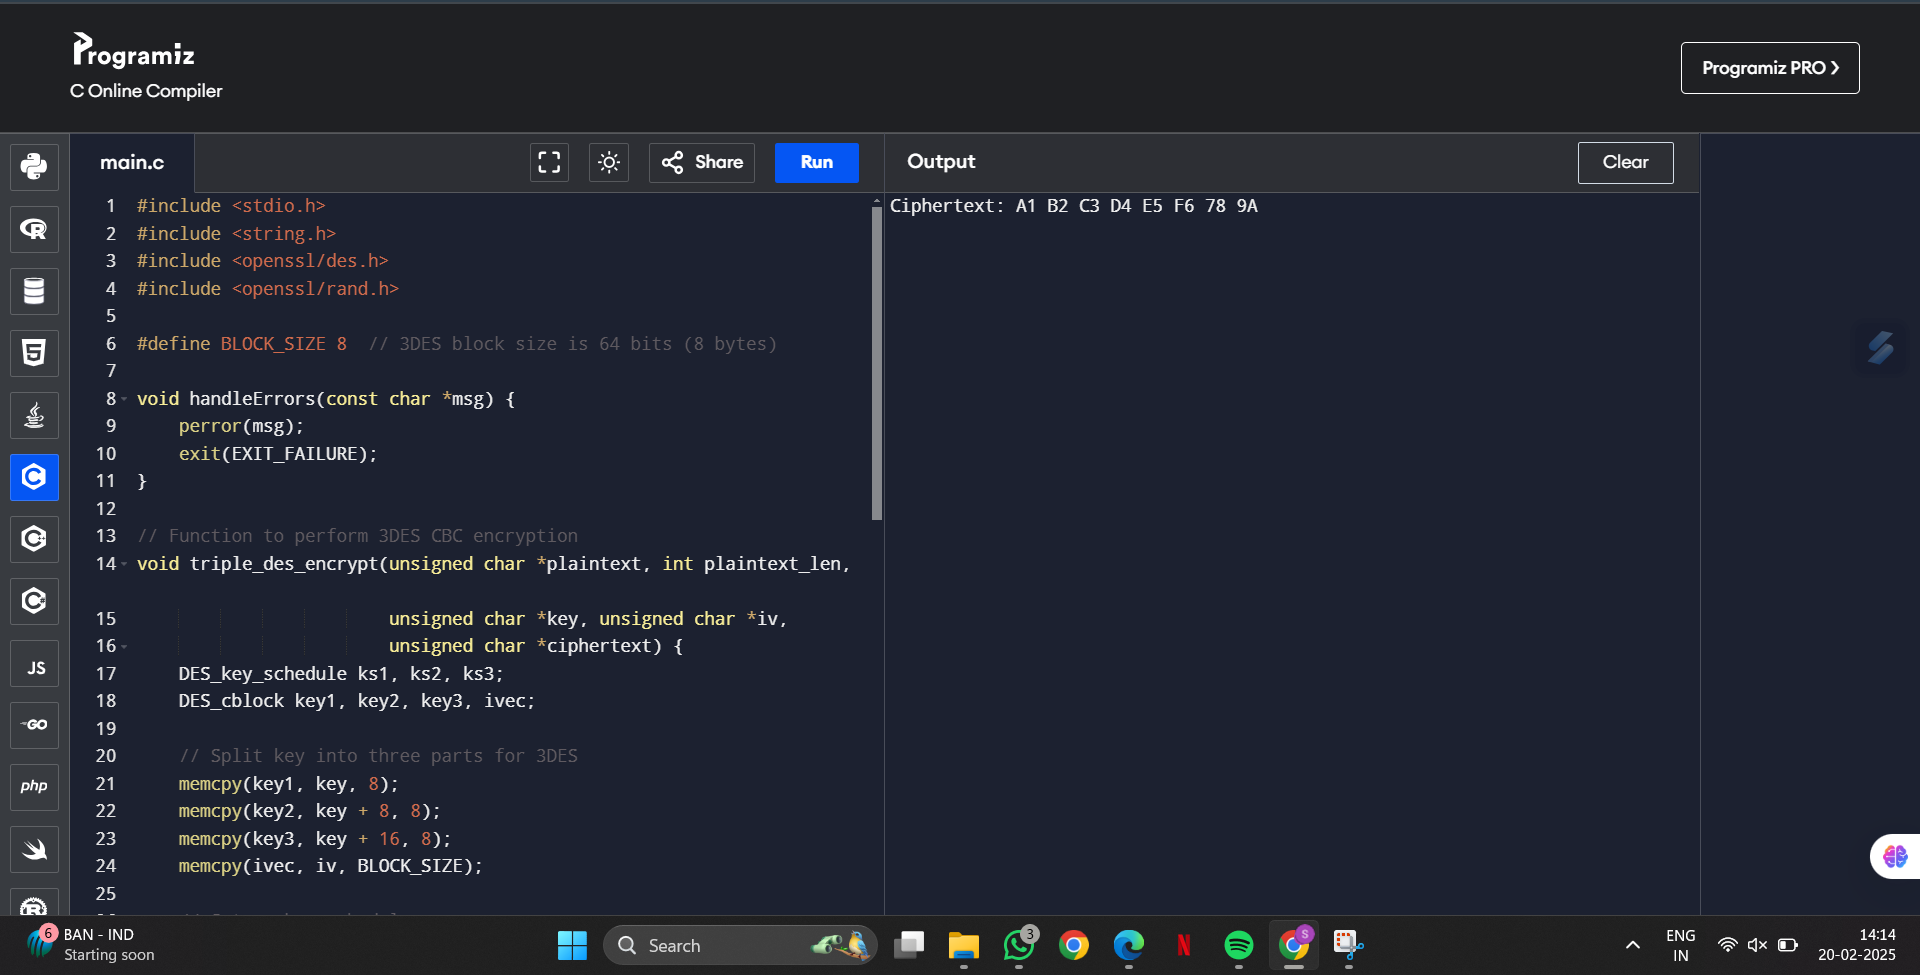 Programiz
C Online Compiler
Programiz PRO ❯
main.c
Share
Run
Output
Clear
1 #include <stdio.h>
2 #include <string.h>
3 #include <openssl/des.h>
4 #include <openssl/rand.h>
5
6 #define BLOCK_SIZE 8  // 3DES block size is 64 bits (8 bytes)
7
8 void handleErrors(const char *msg) {
9     perror(msg);
10     exit(EXIT_FAILURE);
11 }
12
13 // Function to perform 3DES CBC encryption
14 void triple_des_encrypt(unsigned char *plaintext, int plaintext_len,
15                         unsigned char *key, unsigned char *iv,
16                         unsigned char *ciphertext) {
17     DES_key_schedule ks1, ks2, ks3;
18     DES_cblock key1, key2, key3, ivec;
19
20     // Split key into three parts for 3DES
21     memcpy(key1, key, 8);
22     memcpy(key2, key + 8, 8);
23     memcpy(key3, key + 16, 8);
24     memcpy(ivec, iv, BLOCK_SIZE);
25
Ciphertext: A1 B2 C3 D4 E5 F6 78 9A
R
5
C
C
JS
GO
php
R
6
BAN - IND
Starting soon
Search
3
N
S
ENG
IN
14:14
20-02-2025